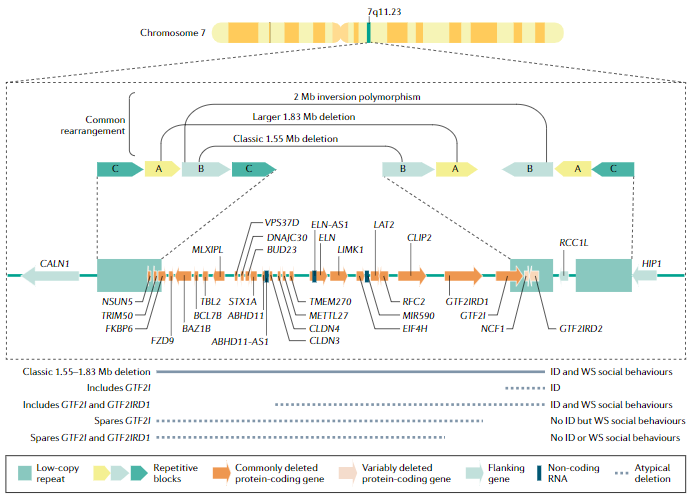 7q11.23
Chromosome 7
2 Mb inversion polymorphism
Common
rearrangement
Larger 1.83 Mb deletion
Classic 1.55 Mb deletion
C A B C B A B A C
VPS37D
DNAJC30
BUD23
MLXIPL
ELN-AS1
ELN
LIMK1
LAT2
CLIP2
RCC1L
CALN1
HIP1
NSUN5
TRIM50
FKBP6
FZD9
BAZ1B
BCL7B
TBL2
STX1A
ABHD11
ABHD11-AS1
TMEM270
METTL27
CLDN4
CLDN3
RFC2
MIR590
EIF4H
GTF2IRD1
GTF2I
NCF1
GTF2IRD2
Classic 1.55–1.83 Mb deletion ID and WS social behaviours
Includes GTF2I ID
Includes GTF2I and GTF2IRD1 ID and WS social behaviours
Spares GTF2I No ID but WS social behaviours
Spares GTF2I and GTF2IRD1 No ID or WS social behaviours
Low-copy
repeat
Repetitive
blocks
Commonly deleted
protein-coding gene
Variably deleted
protein-coding gene
Flanking
gene
Non-coding
RNA
Atypical
deletion